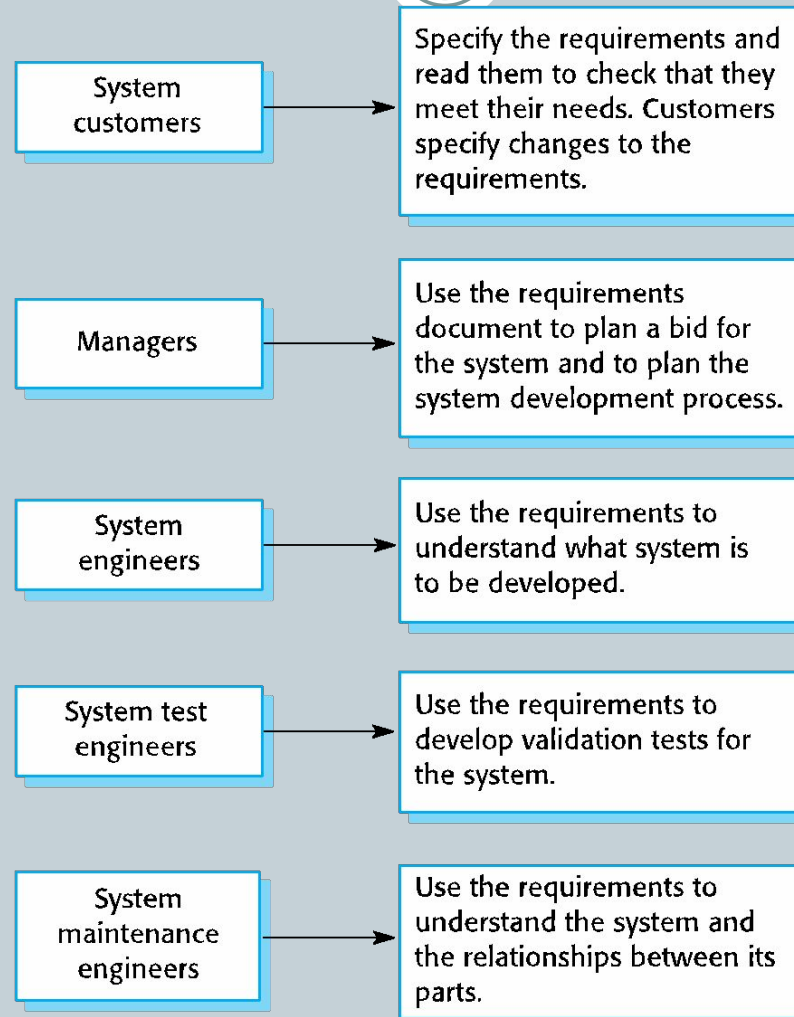 System
customers
Specify the requirements and
read them to check that they
meet their needs. Customers
specify changes to the
requirements.
Managers
Use the requirements
document to plan a bid for
the system and to plan the
system development process.
System
engineers
Use the requirements to
understand what system is
to be developed.
System test
engineers
Use the requirements to
develop validation tests for
the system.
System
maintenance
engineers
Use the requirements to
understand the system and
the relationships between its
parts.